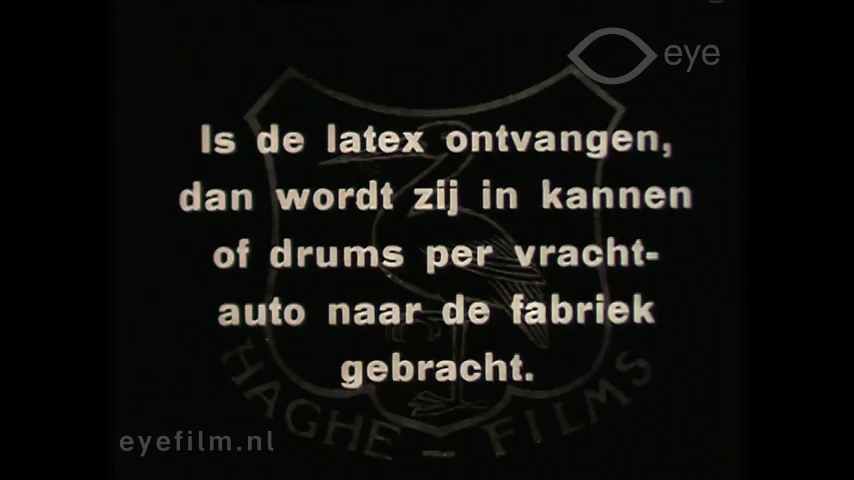 eye
Is de latex ontvangen,
dan wordt zij in kannen
of drums per vracht-
auto naar de fabriek
gebracht.
HAGHE - FILMS
eyefilm.nl